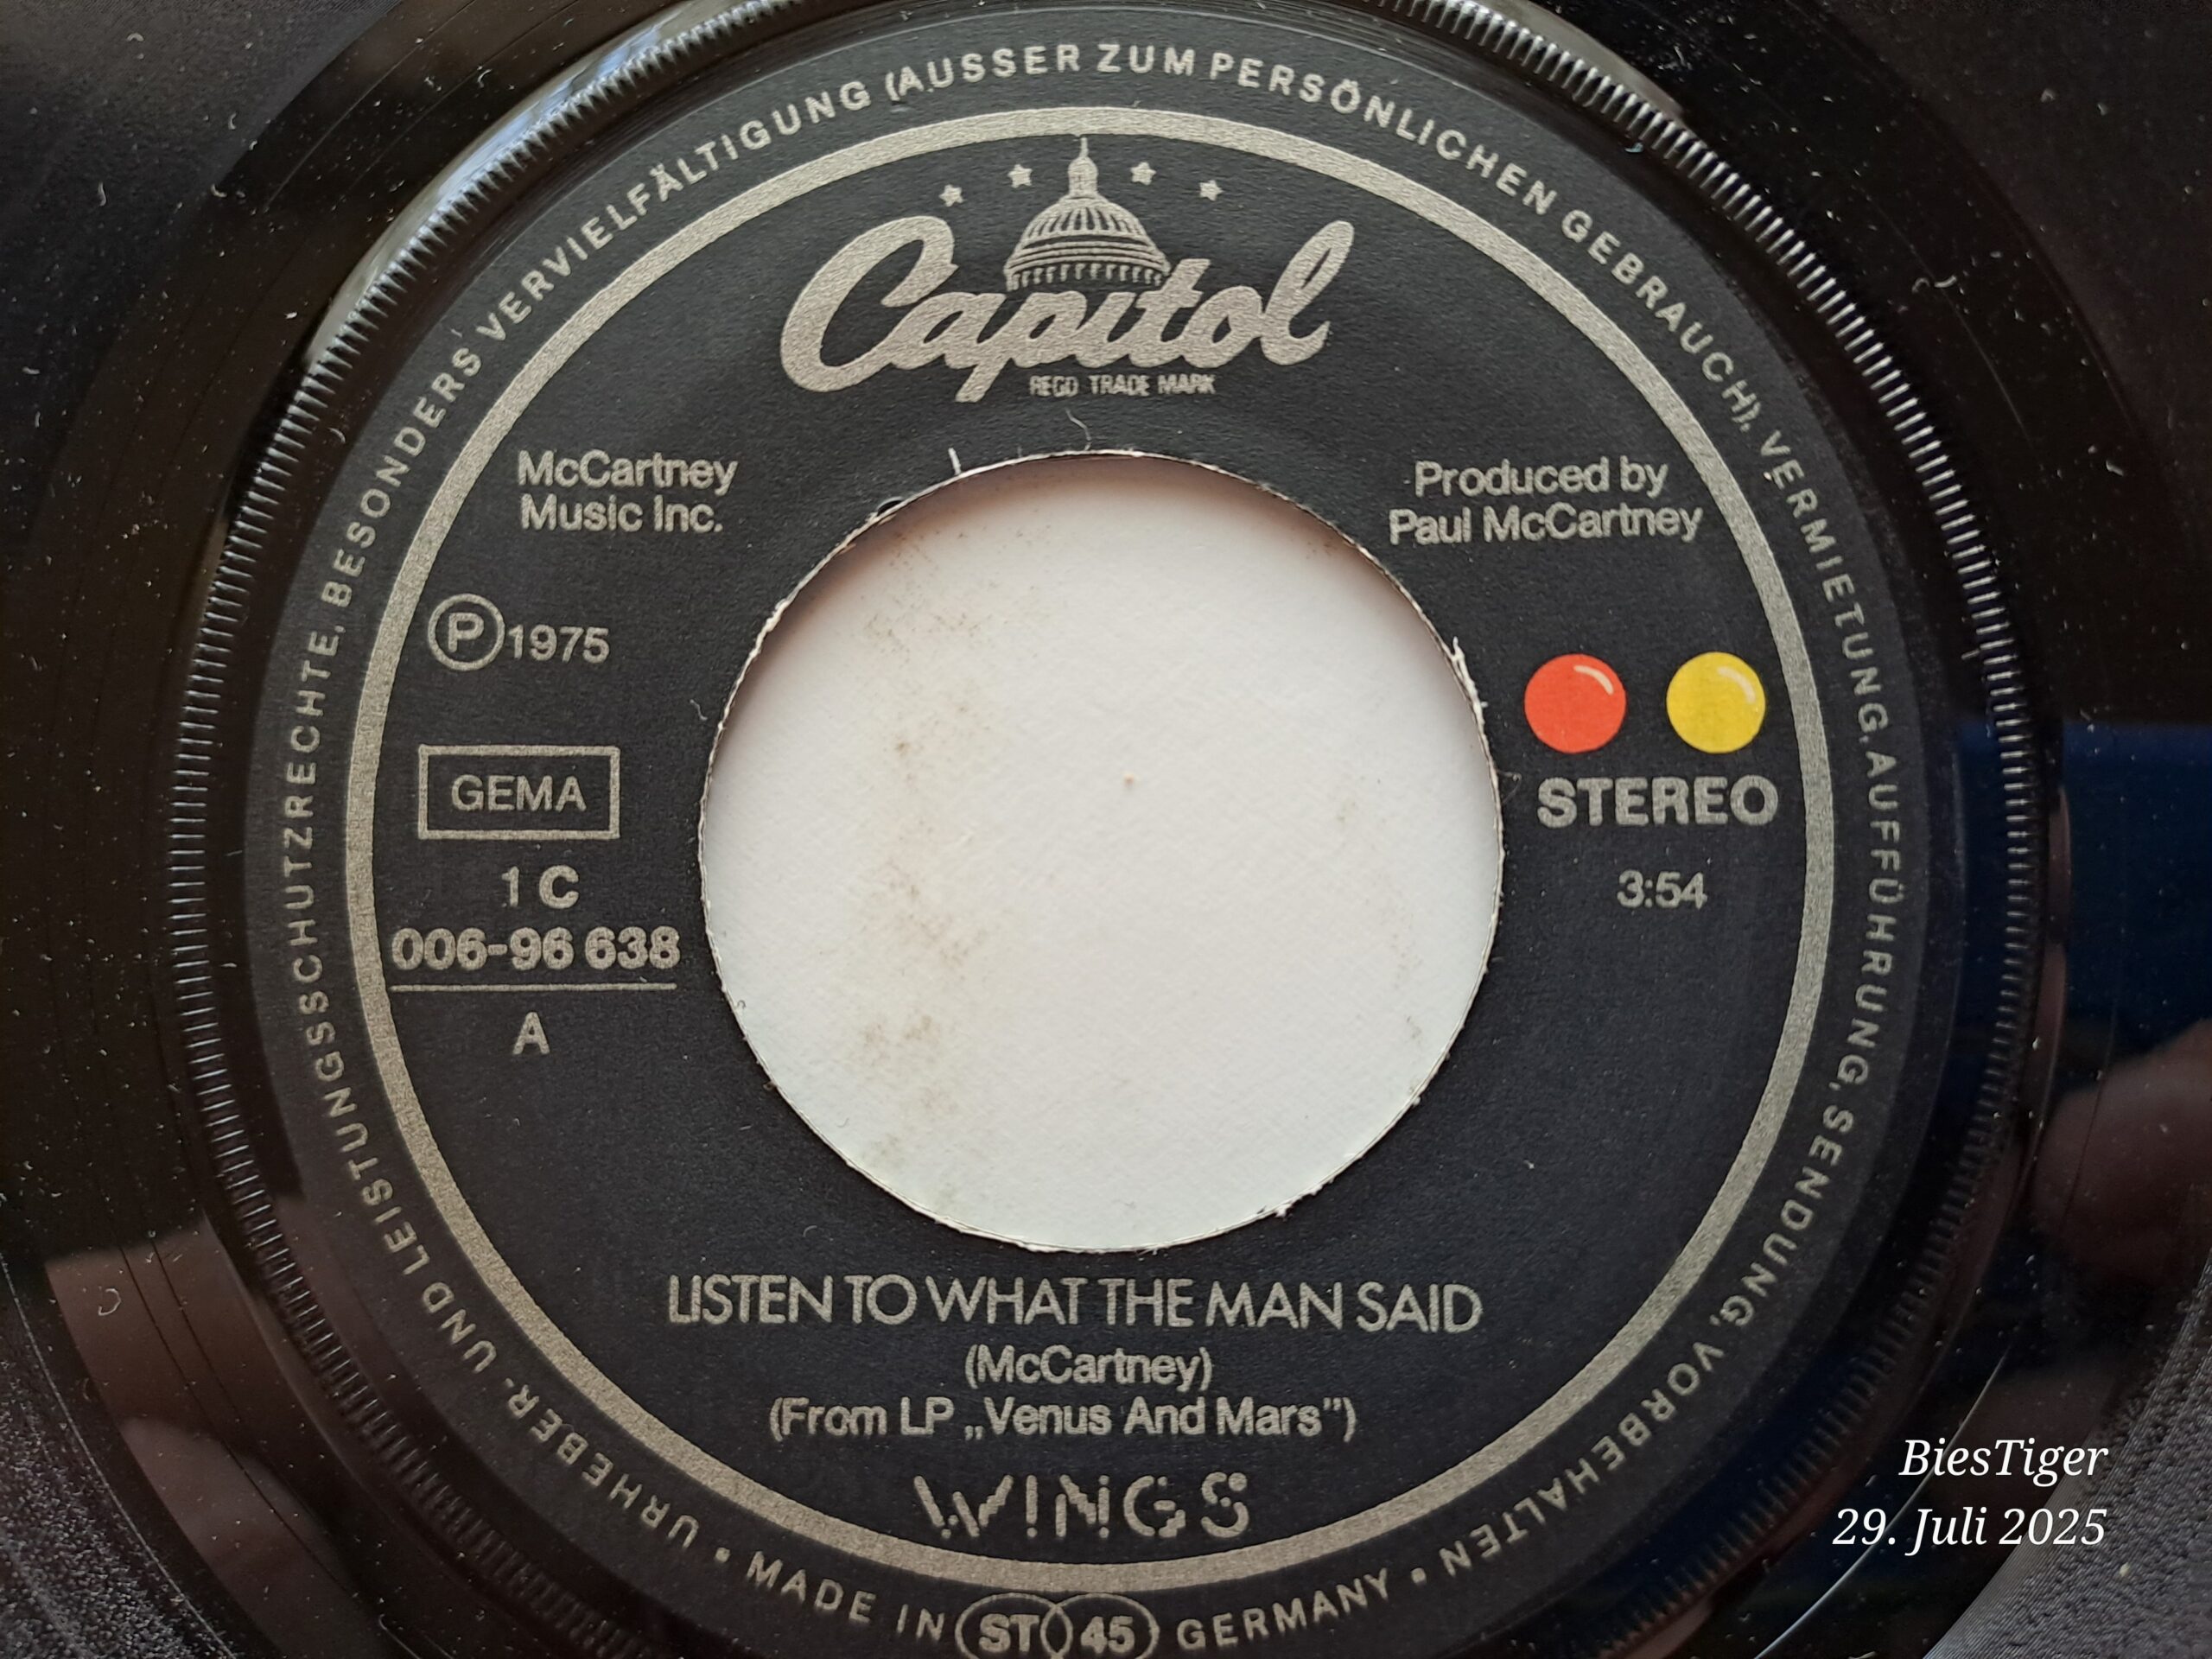 URHEBER- UND LEISTUNGSSCHUTZRECHTE, BESONDERS VERVIELFÄLTIGUNG (AUSSER ZUM PERSÖNLICHEN GEBRAUCH), VERMIETUNG, AUFFÜHRUNG, SENDUNG, VORBEHALTEN •
Capitol
REGD TRADE MARK
McCartney
Music Inc.
Produced by
Paul McCartney
Ⓟ1975
GEMA
1 C
006-96 638
A
STEREO
3:54
LISTEN TO WHAT THE MAN SAID
(McCartney)
(From LP „Venus And Mars")
WINGS
• MADE IN ST 45 GERMANY
BiesTiger
29. Juli 2025